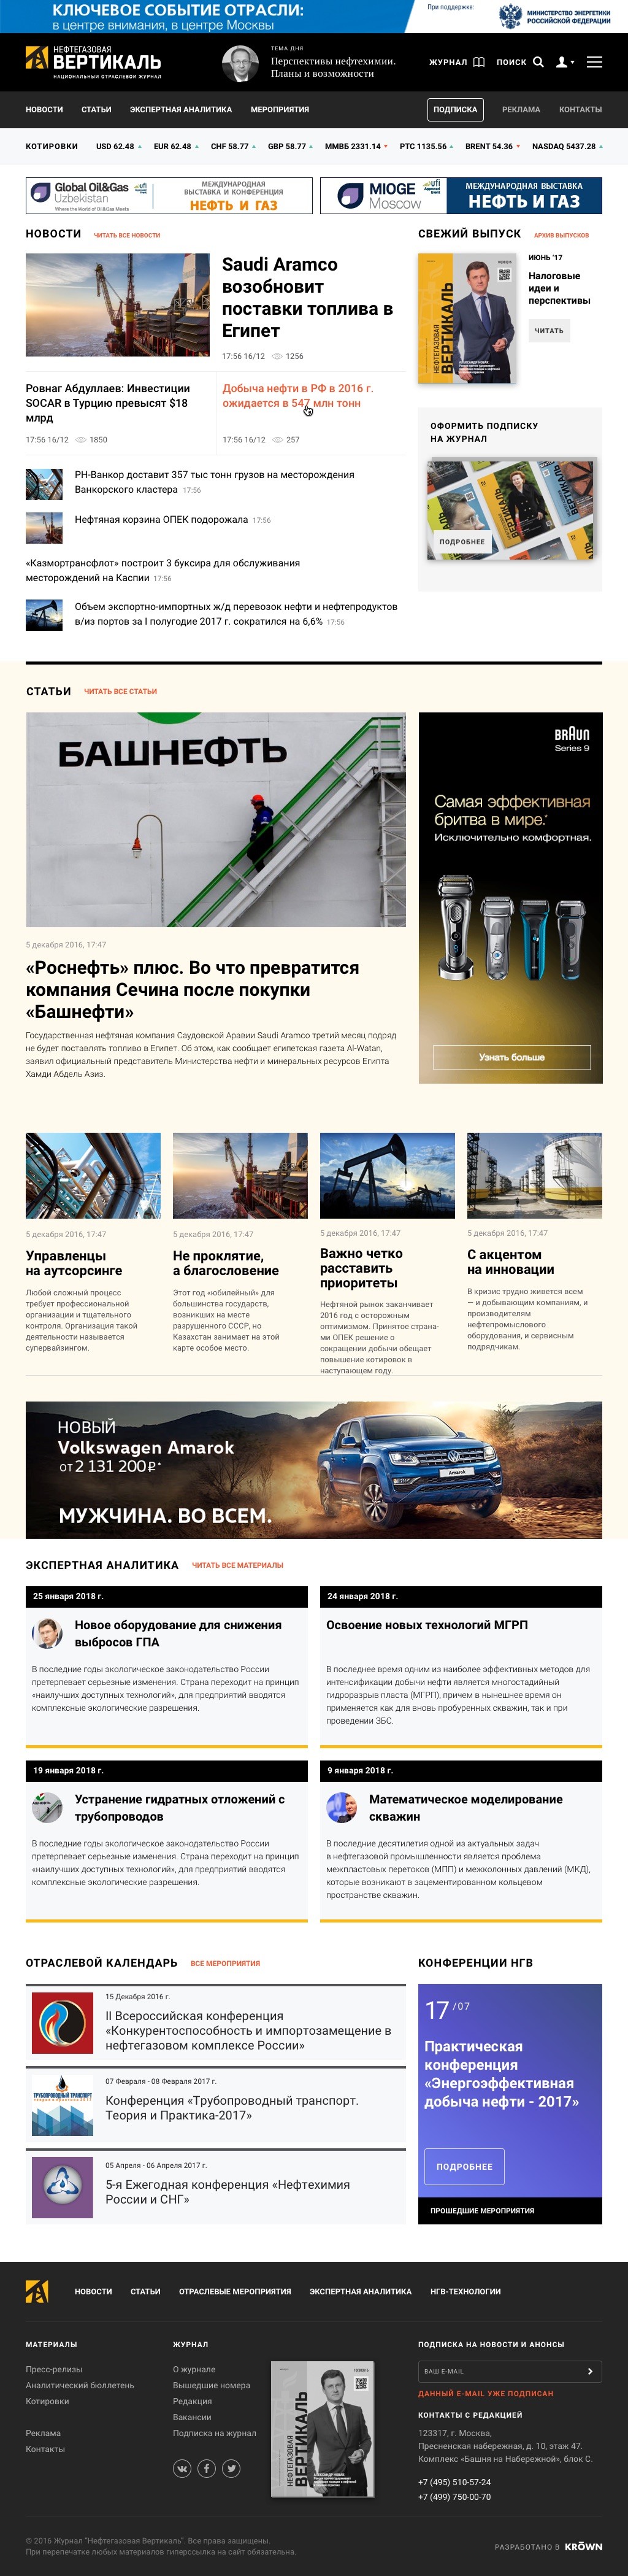 КЛЮЧЕВОЕ СОБЫТИЕ ОТРАСЛИ:
в центре внимания, в центре Москвы
При поддержке:
МИНИСТЕРСТВО ЭНЕРГЕТИКИ
РОССИЙСКОЙ ФЕДЕРАЦИИ
НЕФТЕГАЗОВАЯ
ВЕРТИКАЛЬ
НАЦИОНАЛЬНЫЙ ОТРАСЛЕВОЙ ЖУРНАЛ
ТЕМА ДНЯ
Перспективы нефтехимии.
Планы и возможности
ЖУРНАЛ
ПОИСК
НОВОСТИ СТАТЬИ ЭКСПЕРТНАЯ АНАЛИТИКА МЕРОПРИЯТИЯ ПОДПИСКА РЕКЛАМА КОНТАКТЫ
КОТИРОВКИ USD 62.48 EUR 62.48 CHF 58.77 GBP 58.77 ММВБ 2331.14 РТС 1135.56 BRENT 54.36 NASDAQ 5437.28
Global Oil&Gas
Uzbekistan
Where the World of Oil&Gas Meets
ufi
МЕЖДУНАРОДНАЯ
ВЫСТАВКА И КОНФЕРЕНЦИЯ
НЕФТЬ И ГАЗ
MIOGE
Moscow
ufi
Approved
Event
МЕЖДУНАРОДНАЯ ВЫСТАВКА
НЕФТЬ И ГАЗ
НОВОСТИ ЧИТАТЬ ВСЕ НОВОСТИ
Saudi Aramco
возобновит
поставки топлива в
Египет
17:56 16/12 1256
Ровнаг Абдуллаев: Инвестиции
SOCAR в Турцию превысят $18
млрд
17:56 16/12 1850
Добыча нефти в РФ в 2016 г.
ожидается в 547 млн тонн
17:56 16/12 257
РН-Ванкор доставит 357 тыс тонн грузов на месторождения
Ванкорского кластера 17:56
Нефтяная корзина ОПЕК подорожала 17:56
«Казмортрансфлот» построит 3 буксира для обслуживания
месторождений на Каспии 17:56
Объем экспортно-импортных ж/д перевозок нефти и нефтепродуктов
в/из портов за I полугодие 2017 г. сократился на 6,6% 17:56
СВЕЖИЙ ВЫПУСК АРХИВ ВЫПУСКОВ
НЕФТЕГАЗОВАЯ
ВЕРТИКАЛЬ
ИЮНЬ '17
Налоговые
идеи и
перспективы
ЧИТАТЬ
ОФОРМИТЬ ПОДПИСКУ
НА ЖУРНАЛ
ВЕРТИКАЛЬ
ПОДРОБНЕЕ
СТАТЬИ ЧИТАТЬ ВСЕ СТАТЬИ
БАШНЕФТЬ
5 декабря 2016, 17:47
«Роснефть» плюс. Во что превратится
компания Сечина после покупки
«Башнефти»
Государственная нефтяная компания Саудовской Аравии Saudi Aramco третий месяц подряд
не будет поставлять топливо в Египет. Об этом, как сообщает египетская газета Al-Watan,
заявил официальный представитель Министерства нефти и минеральных ресурсов Египта
Хамди Абдель Азиз.
BRAUN
Series 9
Самая эффективная
бритва в мире.*
Исключительно комфортная.
Узнать больше
5 декабря 2016, 17:47
Управленцы
на аутсорсинге
Любой сложный процесс
требует профессиональной
организации и тщательного
контроля. Организация такой
деятельности называется
супервайзингом.
5 декабря 2016, 17:47
Не проклятие,
а благословение
Этот год «юбилейный» для
большинства государств,
возникших на месте
разрушенного СССР, но
Казахстан занимает на этой
карте особое место.
5 декабря 2016, 17:47
Важно четко
расставить
приоритеты
Нефтяной рынок заканчивает
2016 год с осторожным
оптимизмом. Принятое страна-
ми ОПЕК решение о
сокращении добычи обещает
повышение котировок в
наступающем году.
5 декабря 2016, 17:47
С акцентом
на инновации
В кризис трудно живется всем
— и добывающим компаниям, и
производителям
нефтепромыслового
оборудования, и сервисным
подрядчикам.
НОВЫЙ
Volkswagen Amarok
от 2 131 200 ₽*
МУЖЧИНА. ВО ВСЕМ.
Amarok
ЭКСПЕРТНАЯ АНАЛИТИКА ЧИТАТЬ ВСЕ МАТЕРИАЛЫ
25 января 2018 г.
Новое оборудование для снижения
выбросов ГПА
В последние годы экологическое законодательство России
претерпевает серьезные изменения. Страна переходит на принцип
«наилучших доступных технологий», для предприятий вводятся
комплексные экологические разрешения.
24 января 2018 г.
Освоение новых технологий МГРП
В последнее время одним из наиболее эффективных методов для
интенсификации добычи нефти является многостадийный
гидроразрыв пласта (МГРП), причем в нынешнее время он
применяется как для вновь пробуренных скважин, так и при
проведении ЗБС.
19 января 2018 г.
Устранение гидратных отложений с
трубопроводов
В последние годы экологическое законодательство России
претерпевает серьезные изменения. Страна переходит на принцип
«наилучших доступных технологий», для предприятий вводятся
комплексные экологические разрешения.
9 января 2018 г.
Математическое моделирование
скважин
В последние десятилетия одной из актуальных задач
в нефтегазовой промышленности является проблема
межпластовых перетоков (МПП) и межколонных давлений (МКД),
которые возникают в зацементированном кольцевом
пространстве скважин.
ОТРАСЛЕВОЙ КАЛЕНДАРЬ ВСЕ МЕРОПРИЯТИЯ
15 Декабря 2016 г.
II Всероссийская конференция
«Конкурентоспособность и импортозамещение в
нефтегазовом комплексе России»
ТРУБОПРОВОДНЫЙ ТРАНСПОРТ
07 Февраля - 08 Февраля 2017 г.
Конференция «Трубопроводный транспорт.
Теория и Практика-2017»
05 Апреля - 06 Апреля 2017 г.
5-я Ежегодная конференция «Нефтехимия
России и СНГ»
КОНФЕРЕНЦИИ НГВ
17 /07
Практическая
конференция
«Энергоэффективная
добыча нефти - 2017»
ПОДРОБНЕЕ
ПРОШЕДШИЕ МЕРОПРИЯТИЯ
НОВОСТИ СТАТЬИ ОТРАСЛЕВЫЕ МЕРОПРИЯТИЯ ЭКСПЕРТНАЯ АНАЛИТИКА НГВ-ТЕХНОЛОГИИ
МАТЕРИАЛЫ
Пресс-релизы
Аналитический бюллетень
Котировки
Реклама
Контакты
ЖУРНАЛ
О журнале
Вышедшие номера
Редакция
Вакансии
Подписка на журнал
НЕФТЕГАЗОВАЯ
ВЕРТИКАЛЬ
ПОДПИСКА НА НОВОСТИ И АНОНСЫ
ВАШ E-MAIL
ДАННЫЙ E-MAIL УЖЕ ПОДПИСАН
КОНТАКТЫ С РЕДАКЦИЕЙ
123317, г. Москва,
Пресненская набережная, д. 10, этаж 47.
Комплекс «Башня на Набережной», блок С.
+7 (495) 510-57-24
+7 (499) 750-00-70
© 2016 Журнал "Нефтегазовая Вертикаль". Все права защищены.
При перепечатке любых материалов гиперссылка на сайт обязательна.
РАЗРАБОТАНО В KRŌWN